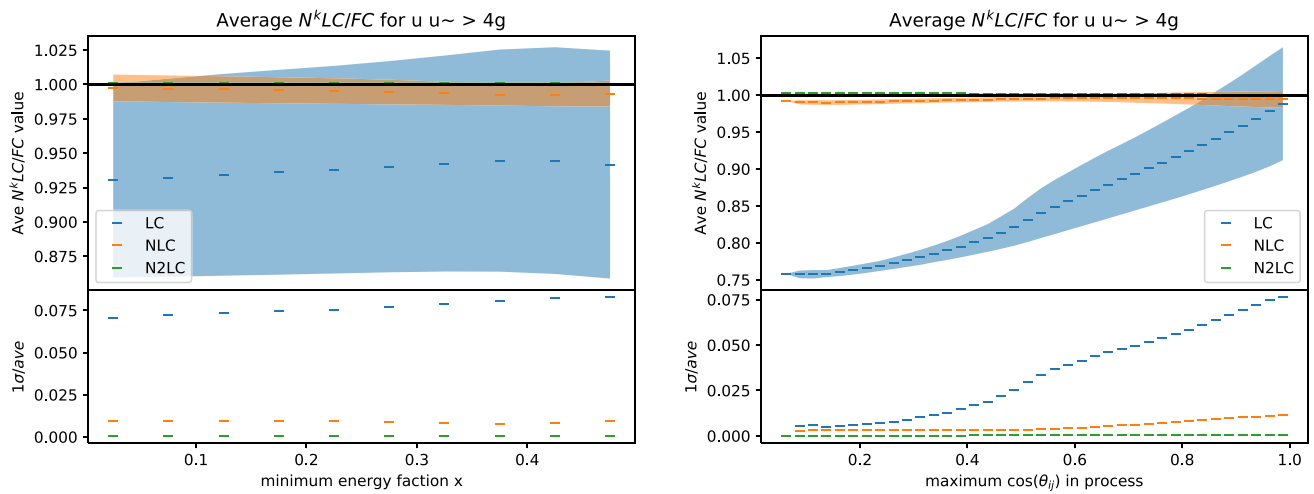 Average N^kLC/FC for u u~ > 4g
Ave N^kLC/FC value
1.025
1.000
0.975
0.950
0.925
0.900
0.875
LC
NLC
N2LC
1σ/ave
0.075
0.050
0.025
0.000
0.1
0.2
0.3
0.4
minimum energy faction x
Average N^kLC/FC for u u~ > 4g
Ave N^kLC/FC value
1.05
1.00
0.95
0.90
0.85
0.80
0.75
LC
NLC
N2LC
1σ/ave
0.075
0.050
0.025
0.000
0.2
0.4
0.6
0.8
1.0
maximum cos(θ_ij) in process